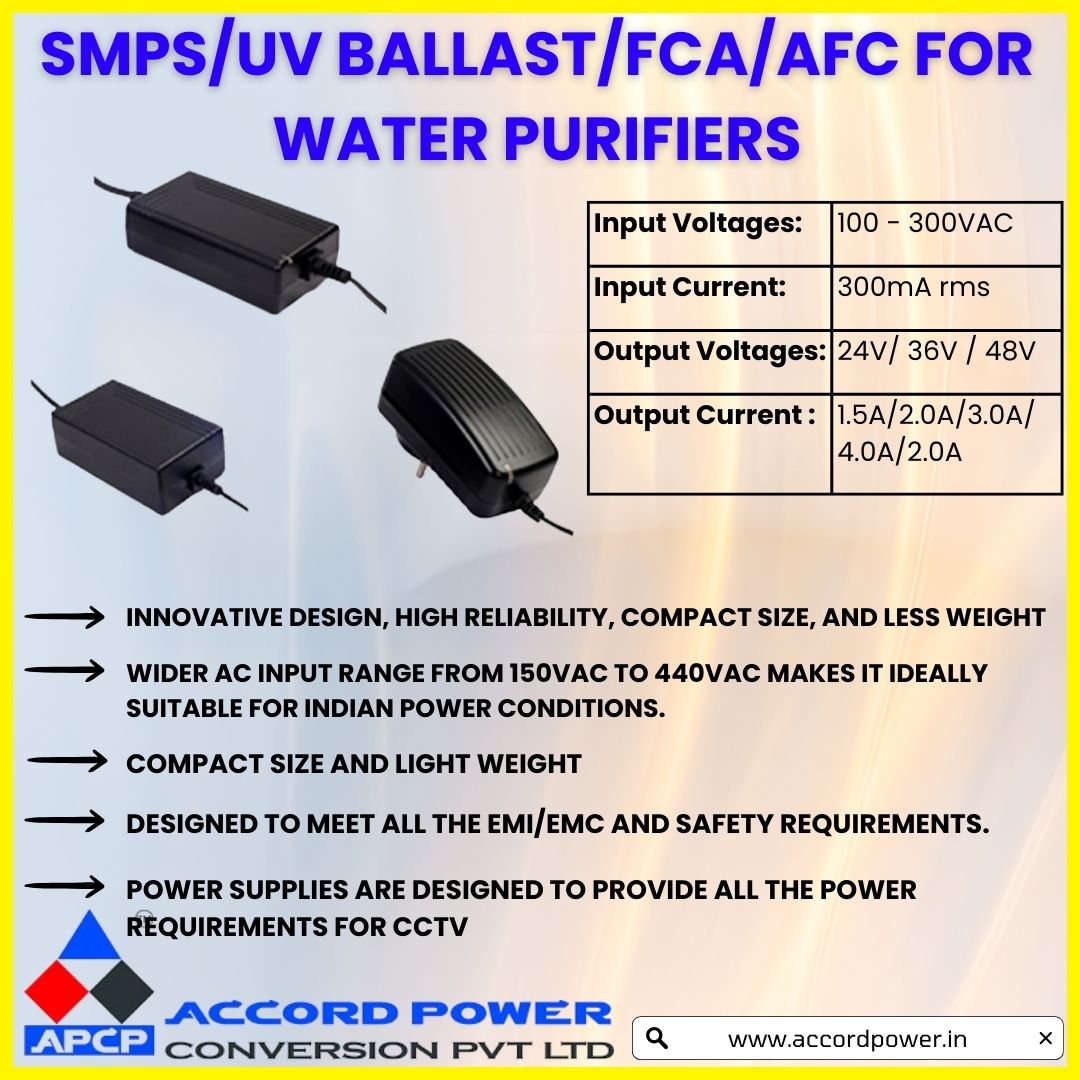 SMPS/UV BALLAST/FCA/AFC FOR
WATER PURIFIERS
Input Voltages: 100 - 300VAC
Input Current: 300mA rms
Output Voltages: 24V/ 36V / 48V
Output Current : 1.5A/2.0A/3.0A/
4.0A/2.0A
INNOVATIVE DESIGN, HIGH RELIABILITY, COMPACT SIZE, AND LESS WEIGHT
WIDER AC INPUT RANGE FROM 150VAC TO 440VAC MAKES IT IDEALLY
SUITABLE FOR INDIAN POWER CONDITIONS.
COMPACT SIZE AND LIGHT WEIGHT
DESIGNED TO MEET ALL THE EMI/EMC AND SAFETY REQUIREMENTS.
POWER SUPPLIES ARE DESIGNED TO PROVIDE ALL THE POWER
REQUIREMENTS FOR CCTV
APCP
ACCORD POWER
CONVERSION PVT LTD
www.accordpower.in